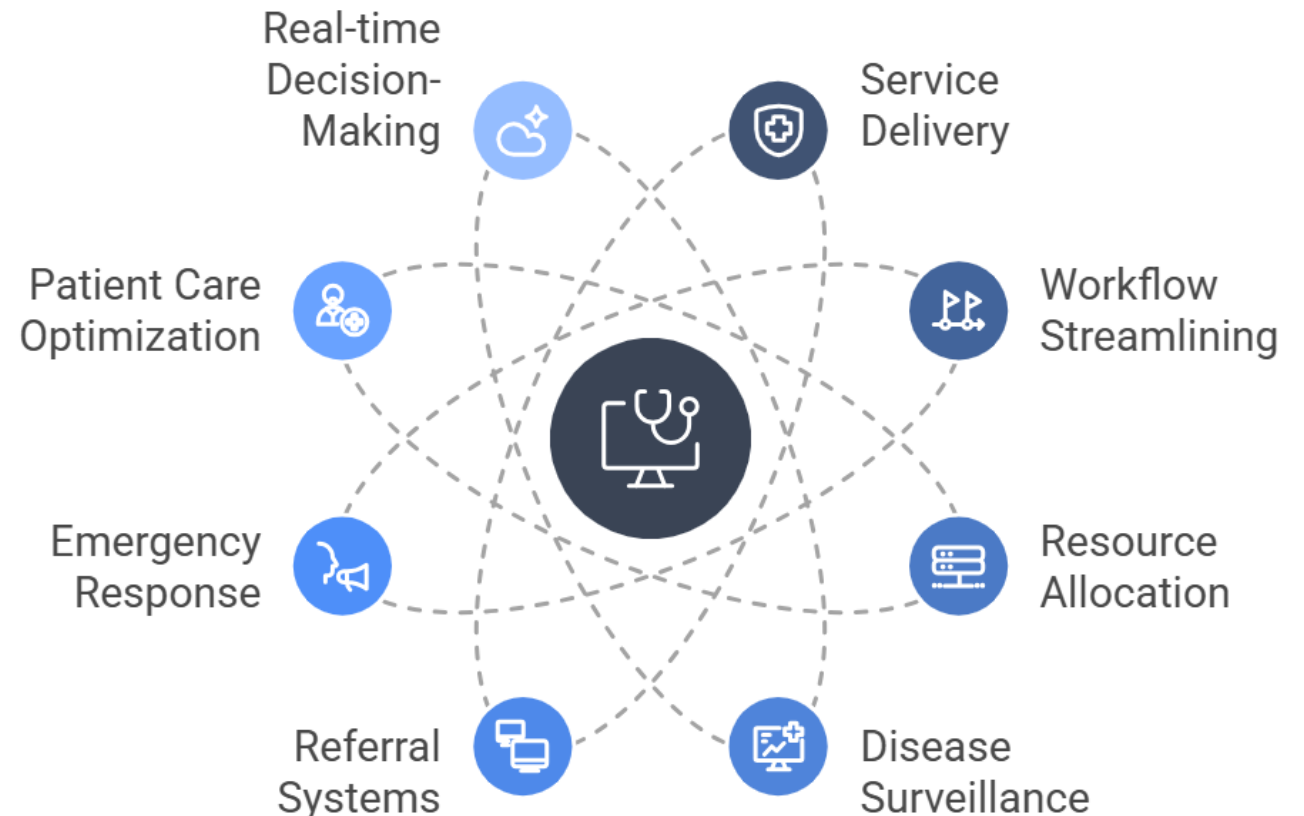 Real-time
Decision-
Making
Service
Delivery
Patient Care
Optimization
Workflow
Streamlining
Emergency
Response
Resource
Allocation
Referral
Systems
Disease
Surveillance